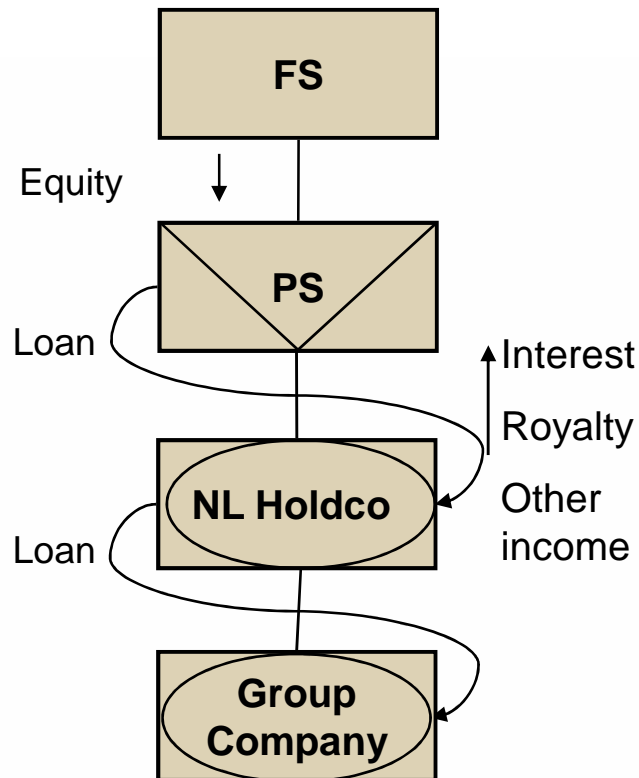 FS
Equity
PS
Loan
Interest
Royalty
Other
income
NL Holdco
Loan
Group
Company